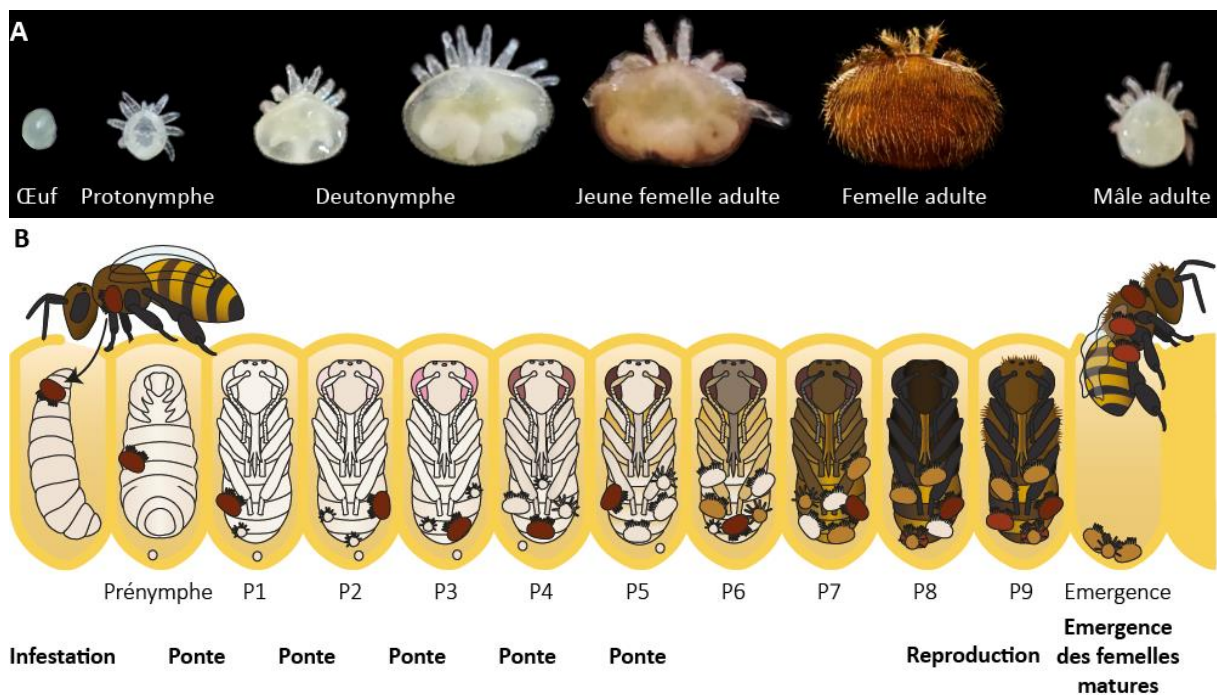 A
Œuf Protonymphe Deutonymphe Jeune femelle adulte Femelle adulte Mâle adulte
B
Prénymphe P1 P2 P3 P4 P5 P6 P7 P8 P9 Emergence
Infestation Ponte Ponte Ponte Ponte Ponte Reproduction Emergence
des femelles
matures